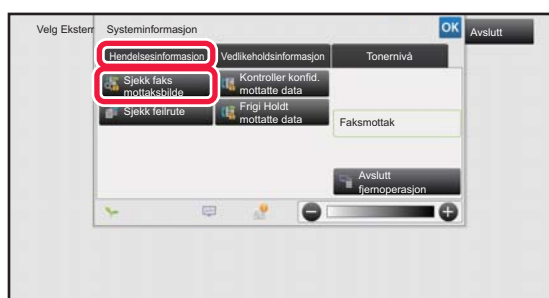 Velg Ekstern
Systeminformasjon
OK
Avslutt
Hendelsesinformasjon
Vedlikeholdsinformasjon
Tonernivå
Sjekk faks
mottaksbilde
Kontroller konfid.
mottatte data
Sjekk feilrute
Frigi Holdt
mottatte data
Faksmottak
Avslutt
fjernoperasjon